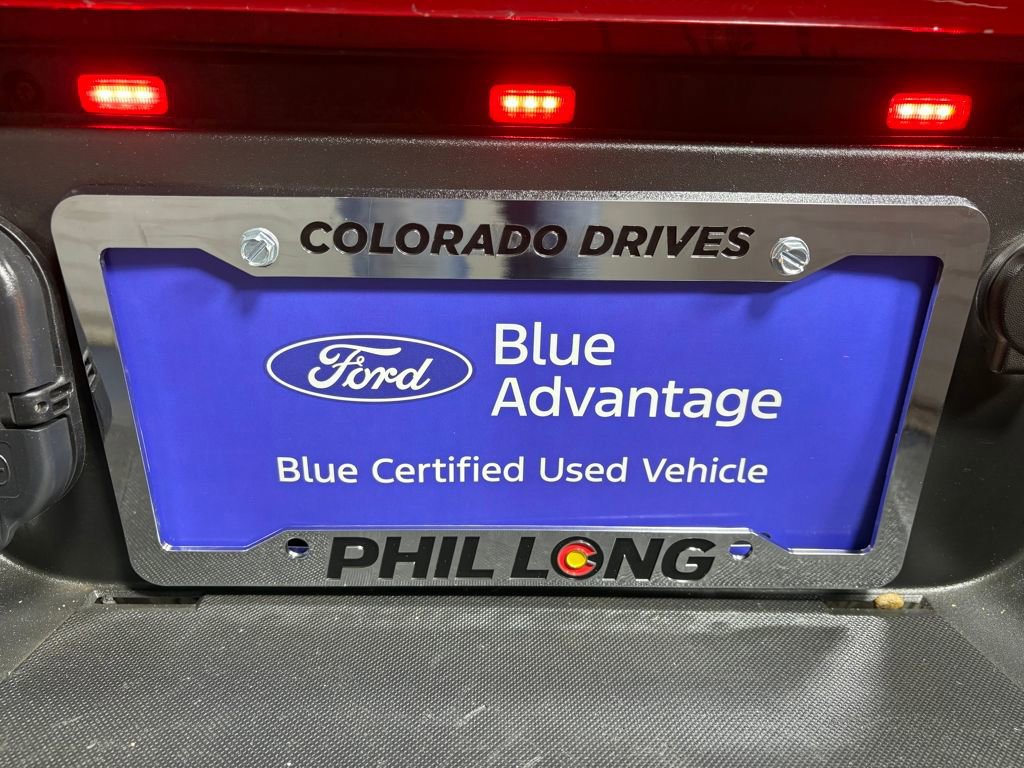 COLORADO DRIVES
Ford
Blue
Advantage
Blue Certified Used Vehicle
PHIL LONG